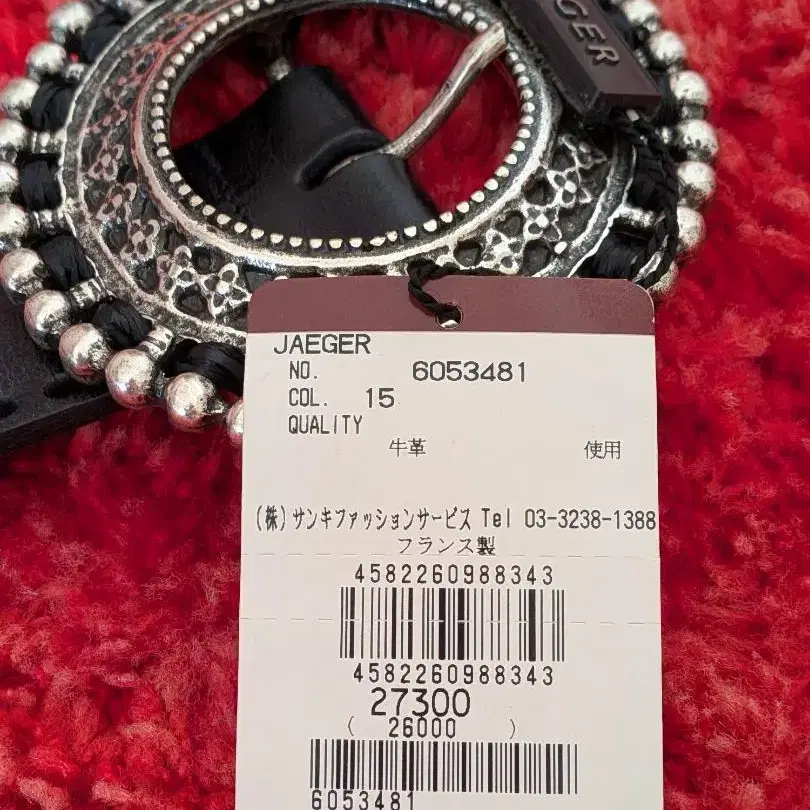 GER
JAEGER
NO. 6053481
COL. 15
QUALITY
牛革 使用
(株)サンキファッションサービス Tel 03-3238-1388
フランス製
4582260988343
4582260988343
27300
( 26000 )
6053481